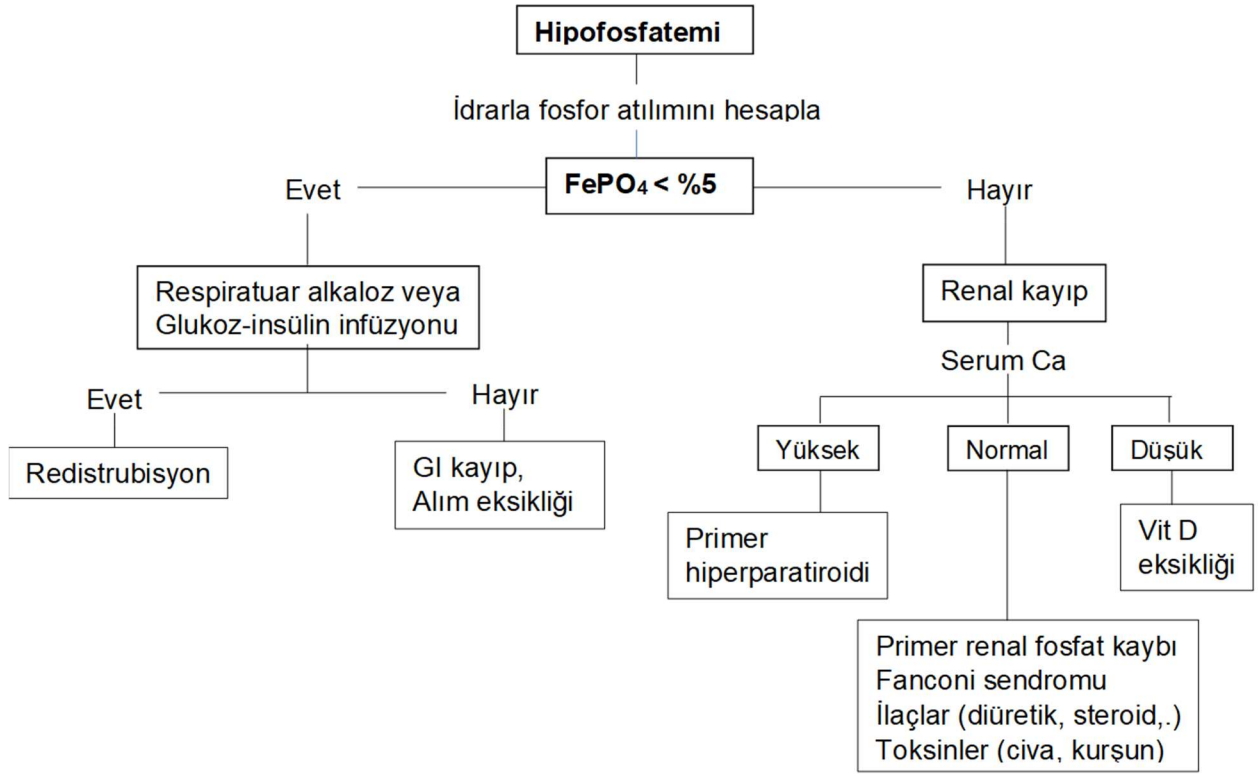 Hipofosfatemi
İdrarla fosfor atılımını hesapla
FePO₄ < %5
Evet
Hayır
Respiratuar alkaloz veya
Glukoz-insülin infüzyonu
Renal kayıp
Serum Ca
Evet
Hayır
Redistrubisyon
GI kayıp,
Alım eksikliği
Yüksek
Normal
Düşük
Primer
hiperparatiroidi
Vit D
eksikliği
Primer renal fosfat kaybı
Fanconi sendromu
İlaçlar (diüretik, steroid,.)
Toksinler (civa, kurşun)